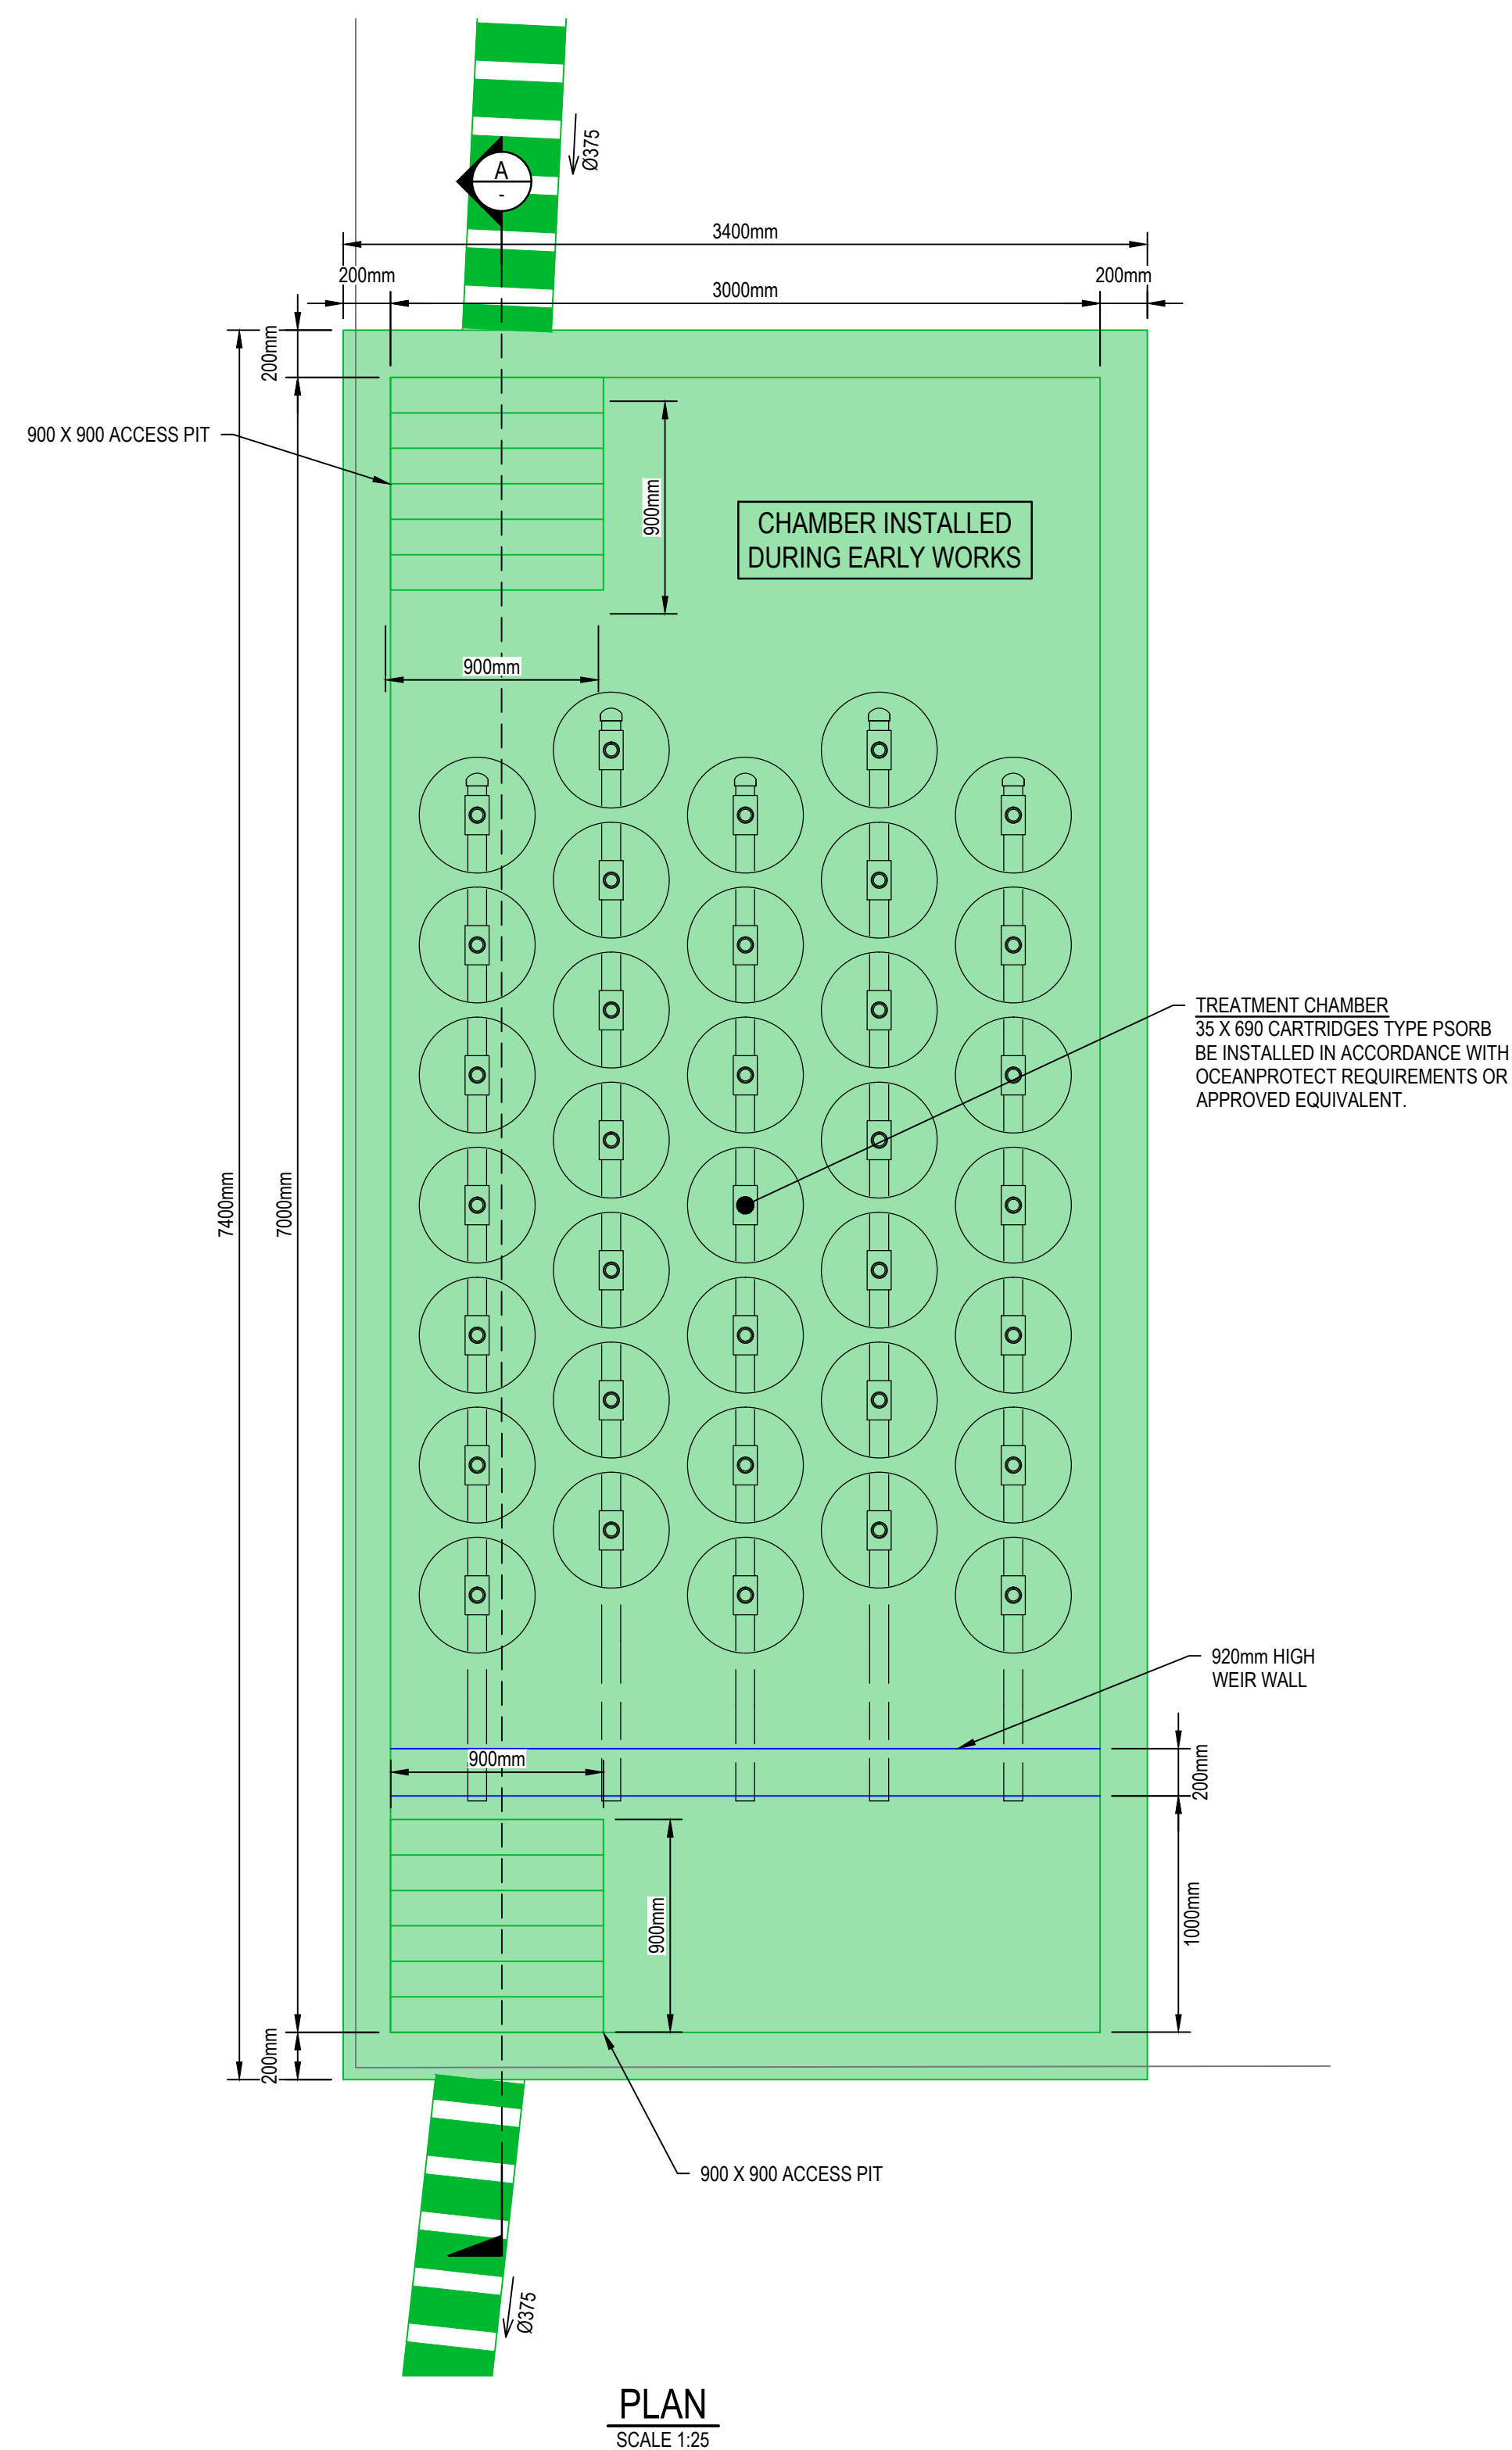 Ø375
A
-
3400mm
200mm
3000mm
200mm
200mm
900 X 900 ACCESS PIT
900mm
CHAMBER INSTALLED
DURING EARLY WORKS
900mm
TREATMENT CHAMBER
35 X 690 CARTRIDGES TYPE PSORB
BE INSTALLED IN ACCORDANCE WITH
OCEANPROTECT REQUIREMENTS OR
APPROVED EQUIVALENT.
7400mm
7000mm
920mm HIGH
WEIR WALL
900mm
200mm
900mm
1000mm
200mm
900 X 900 ACCESS PIT
Ø375
PLAN
SCALE 1:25